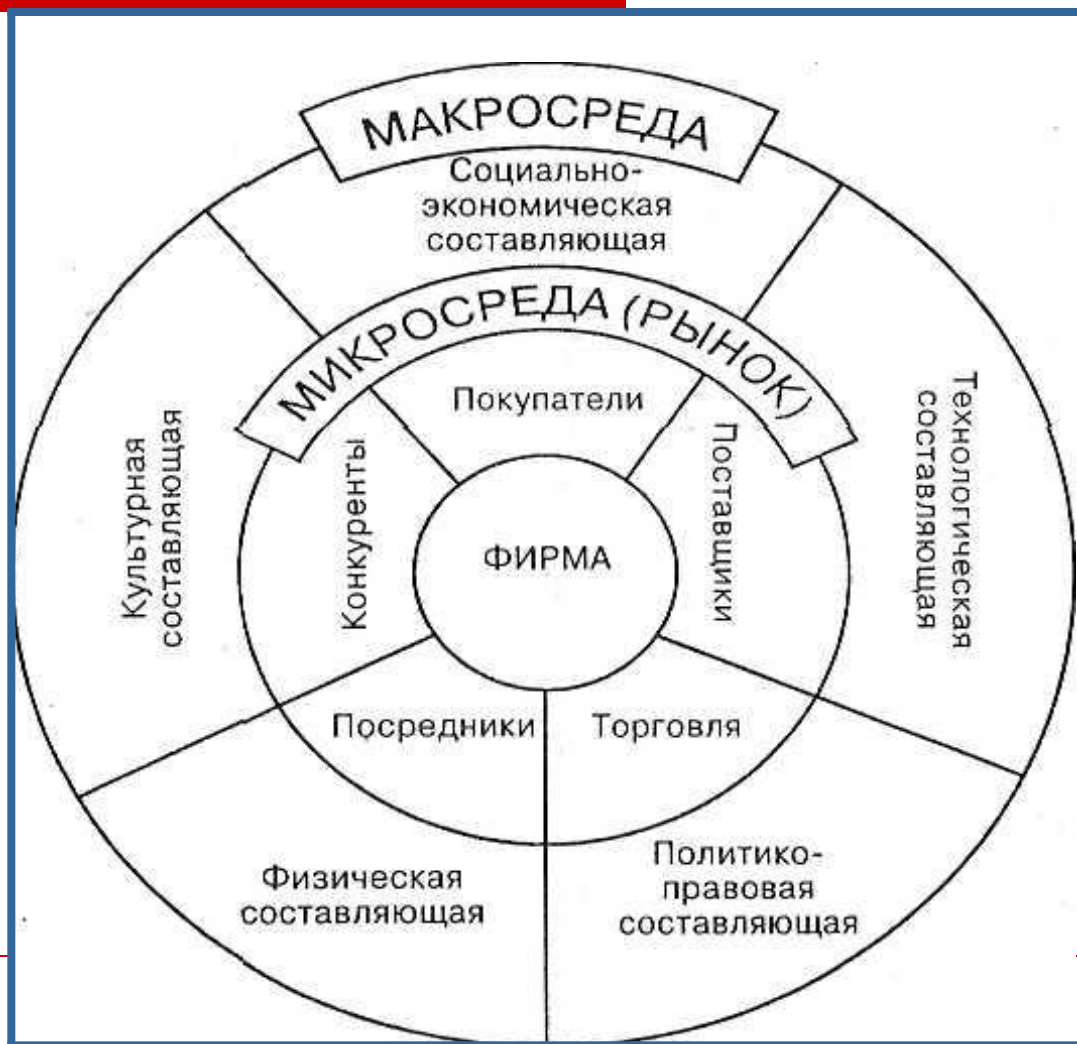 МАКРОСРЕДА
Социально-
экономическая
составляющая
МИКРОСРЕДА (РЫНОК)
Покупатели
Культурная
составляющая
Конкуренты
ФИРМА
Поставщики
Технологическая
составляющая
Посредники
Торговля
Физическая
составляющая
Политико-
правовая
составляющая